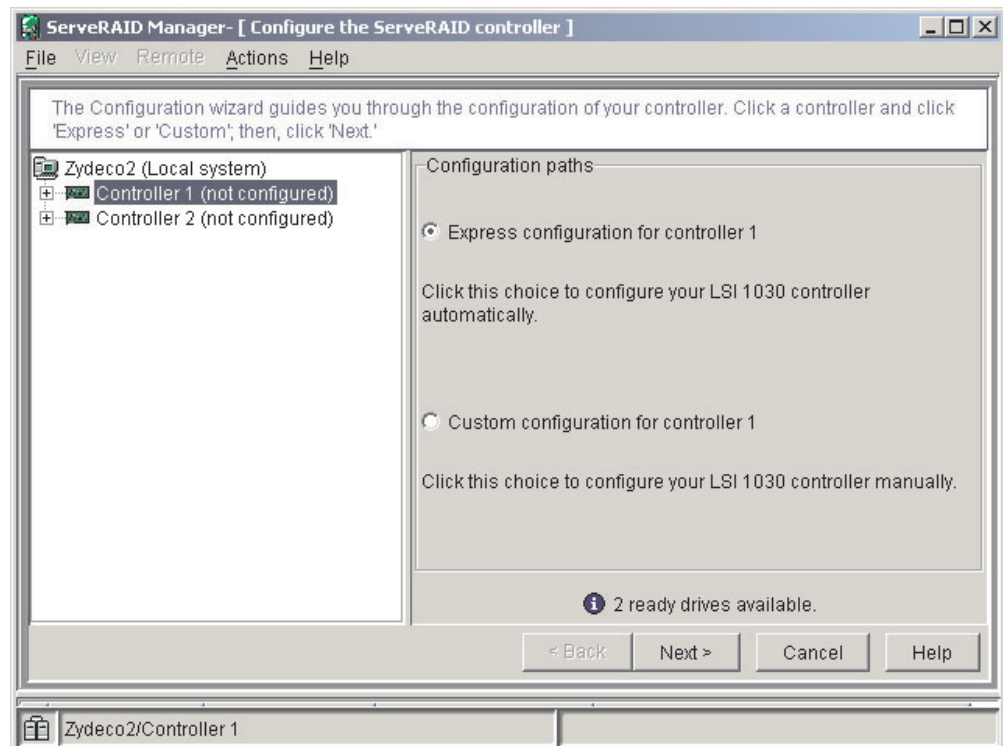 ServeRAID Manager- [ Configure the ServeRAID controller ]
File View Remote Actions Help
The Configuration wizard guides you through the configuration of your controller. Click a controller and click
'Express' or 'Custom'; then, click 'Next.'
Zydeco2 (Local system)
Controller 1 (not configured)
Controller 2 (not configured)
Configuration paths
Express configuration for controller 1
Click this choice to configure your LSI 1030 controller
automatically.
Custom configuration for controller 1
Click this choice to configure your LSI 1030 controller manually.
2 ready drives available.
< Back Next > Cancel Help
Zydeco2/Controller 1